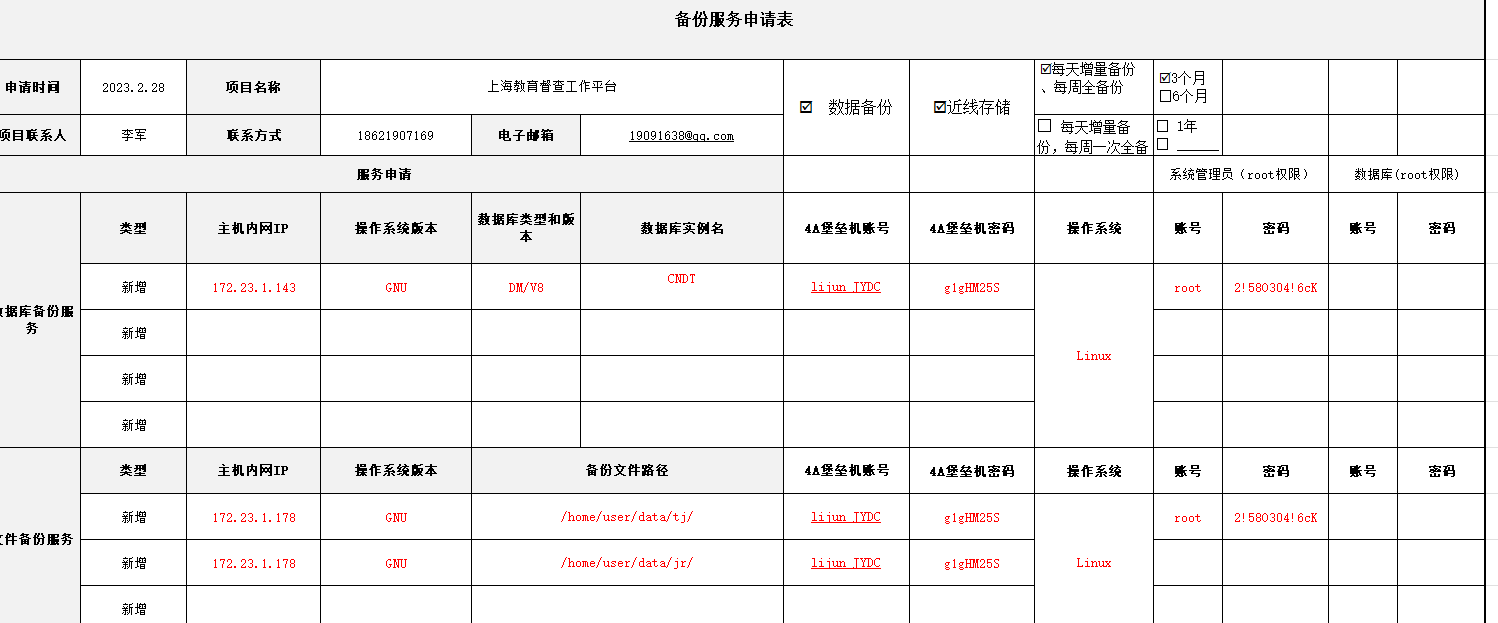 备份服务申请表
申请时间 2023.2.28 项目名称 上海教育督查工作平台 ☑ 数据备份 ☑近线存储 ☑每天增量备份、每周全备份 ☑3个月 □6个月
项目联系人 李军 联系方式 18621907169 电子邮箱 19091638@qq.com □ 每天增量备份，每周一次全备 □ 1年 □ ______
服务申请 系统管理员（root权限） 数据库(root权限)
类型 主机内网IP 操作系统版本 数据库类型和版本 数据库实例名 4A堡垒机账号 4A堡垒机密码 操作系统 账号 密码 账号 密码
数据库备份服务
新增 172.23.1.143 GNU DM/V8 CNDT lijun_JYDC g1gHM25S Linux root 2!580304!6cK
新增
新增
新增
类型 主机内网IP 操作系统版本 备份文件路径 4A堡垒机账号 4A堡垒机密码 操作系统 账号 密码 账号 密码
文件备份服务
新增 172.23.1.178 GNU /home/user/data/tj/ lijun_JYDC g1gHM25S Linux root 2!580304!6cK
新增 172.23.1.178 GNU /home/user/data/jr/ lijun_JYDC g1gHM25S
新增